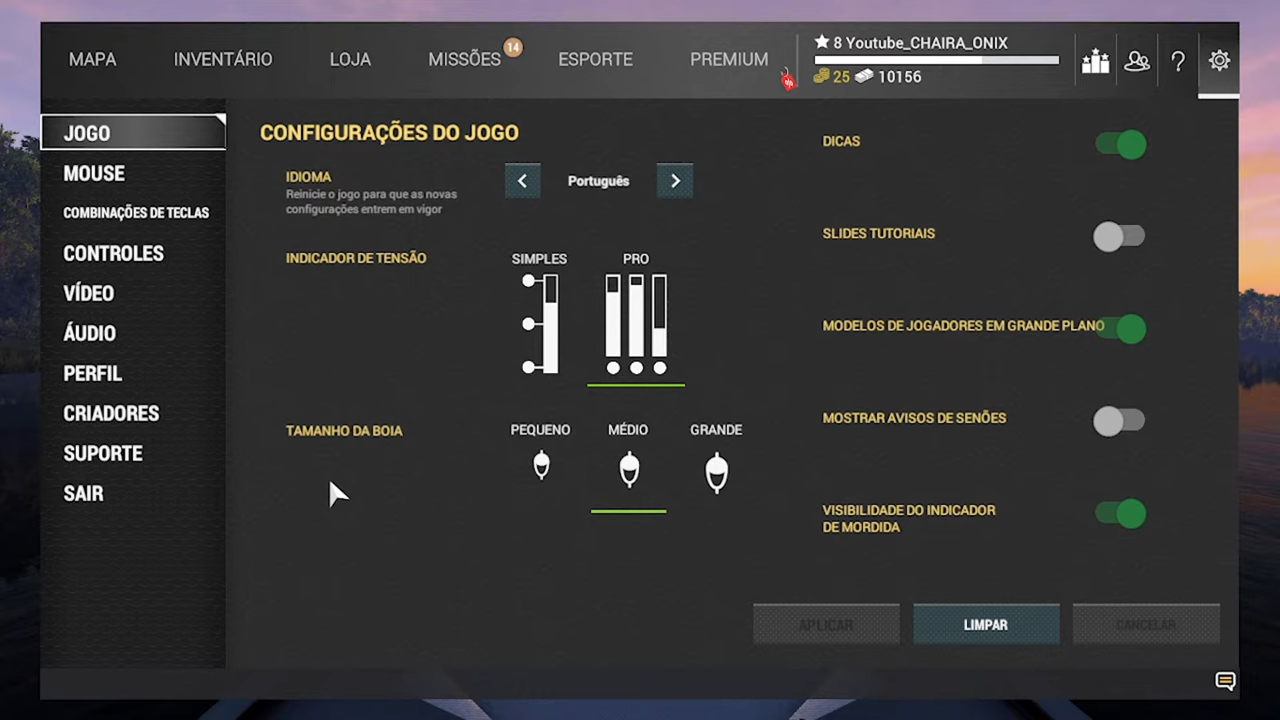 MAPA
INVENTÁRIO
LOJA
MISSÕES
14
ESPORTE
PREMIUM
%
8 Youtube_CHAIRA_ONIX
25
10156
?
JOGO
MOUSE
COMBINAÇÕES DE TECLAS
CONTROLES
VÍDEO
ÁUDIO
PERFIL
CRIADORES
SUPORTE
SAIR
CONFIGURAÇÕES DO JOGO
IDIOMA
Reinicie o jogo para que as novas
configurações entrem em vigor
Português
INDICADOR DE TENSÃO
SIMPLES
PRO
TAMANHO DA BOIA
PEQUENO
MÉDIO
GRANDE
DICAS
SLIDES TUTORIAIS
MODELOS DE JOGADORES EM GRANDE PLANO
MOSTRAR AVISOS DE SENÕES
VISIBILIDADE DO INDICADOR
DE MORDIDA
APLICAR
LIMPAR
CANCELAR